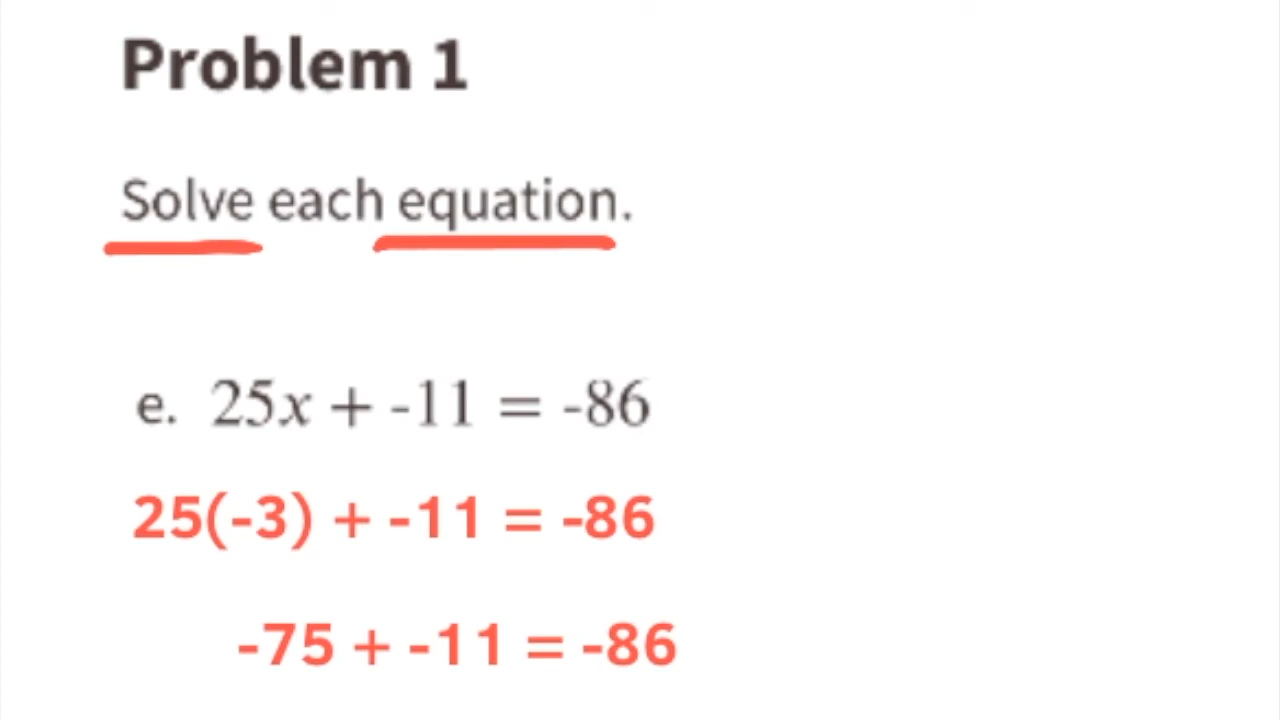 Problem 1
Solve each equation.
e. 25x + -11 = -86
25(-3) + -11 = -86
-75 + -11 = -86